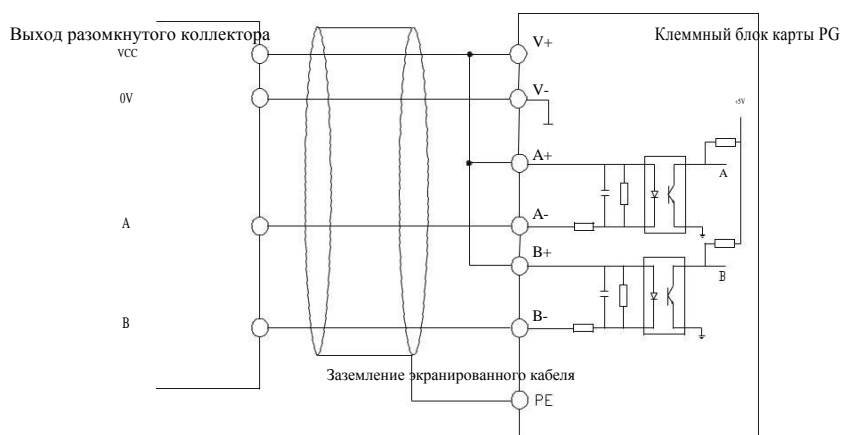 Выход разомкнутого коллектора
Клеммный блок карты PG
VCC
V+
0V
V-
+5V
A+
A
A
A-
B+
B
B
B-
Заземление экранированного кабеля
PE